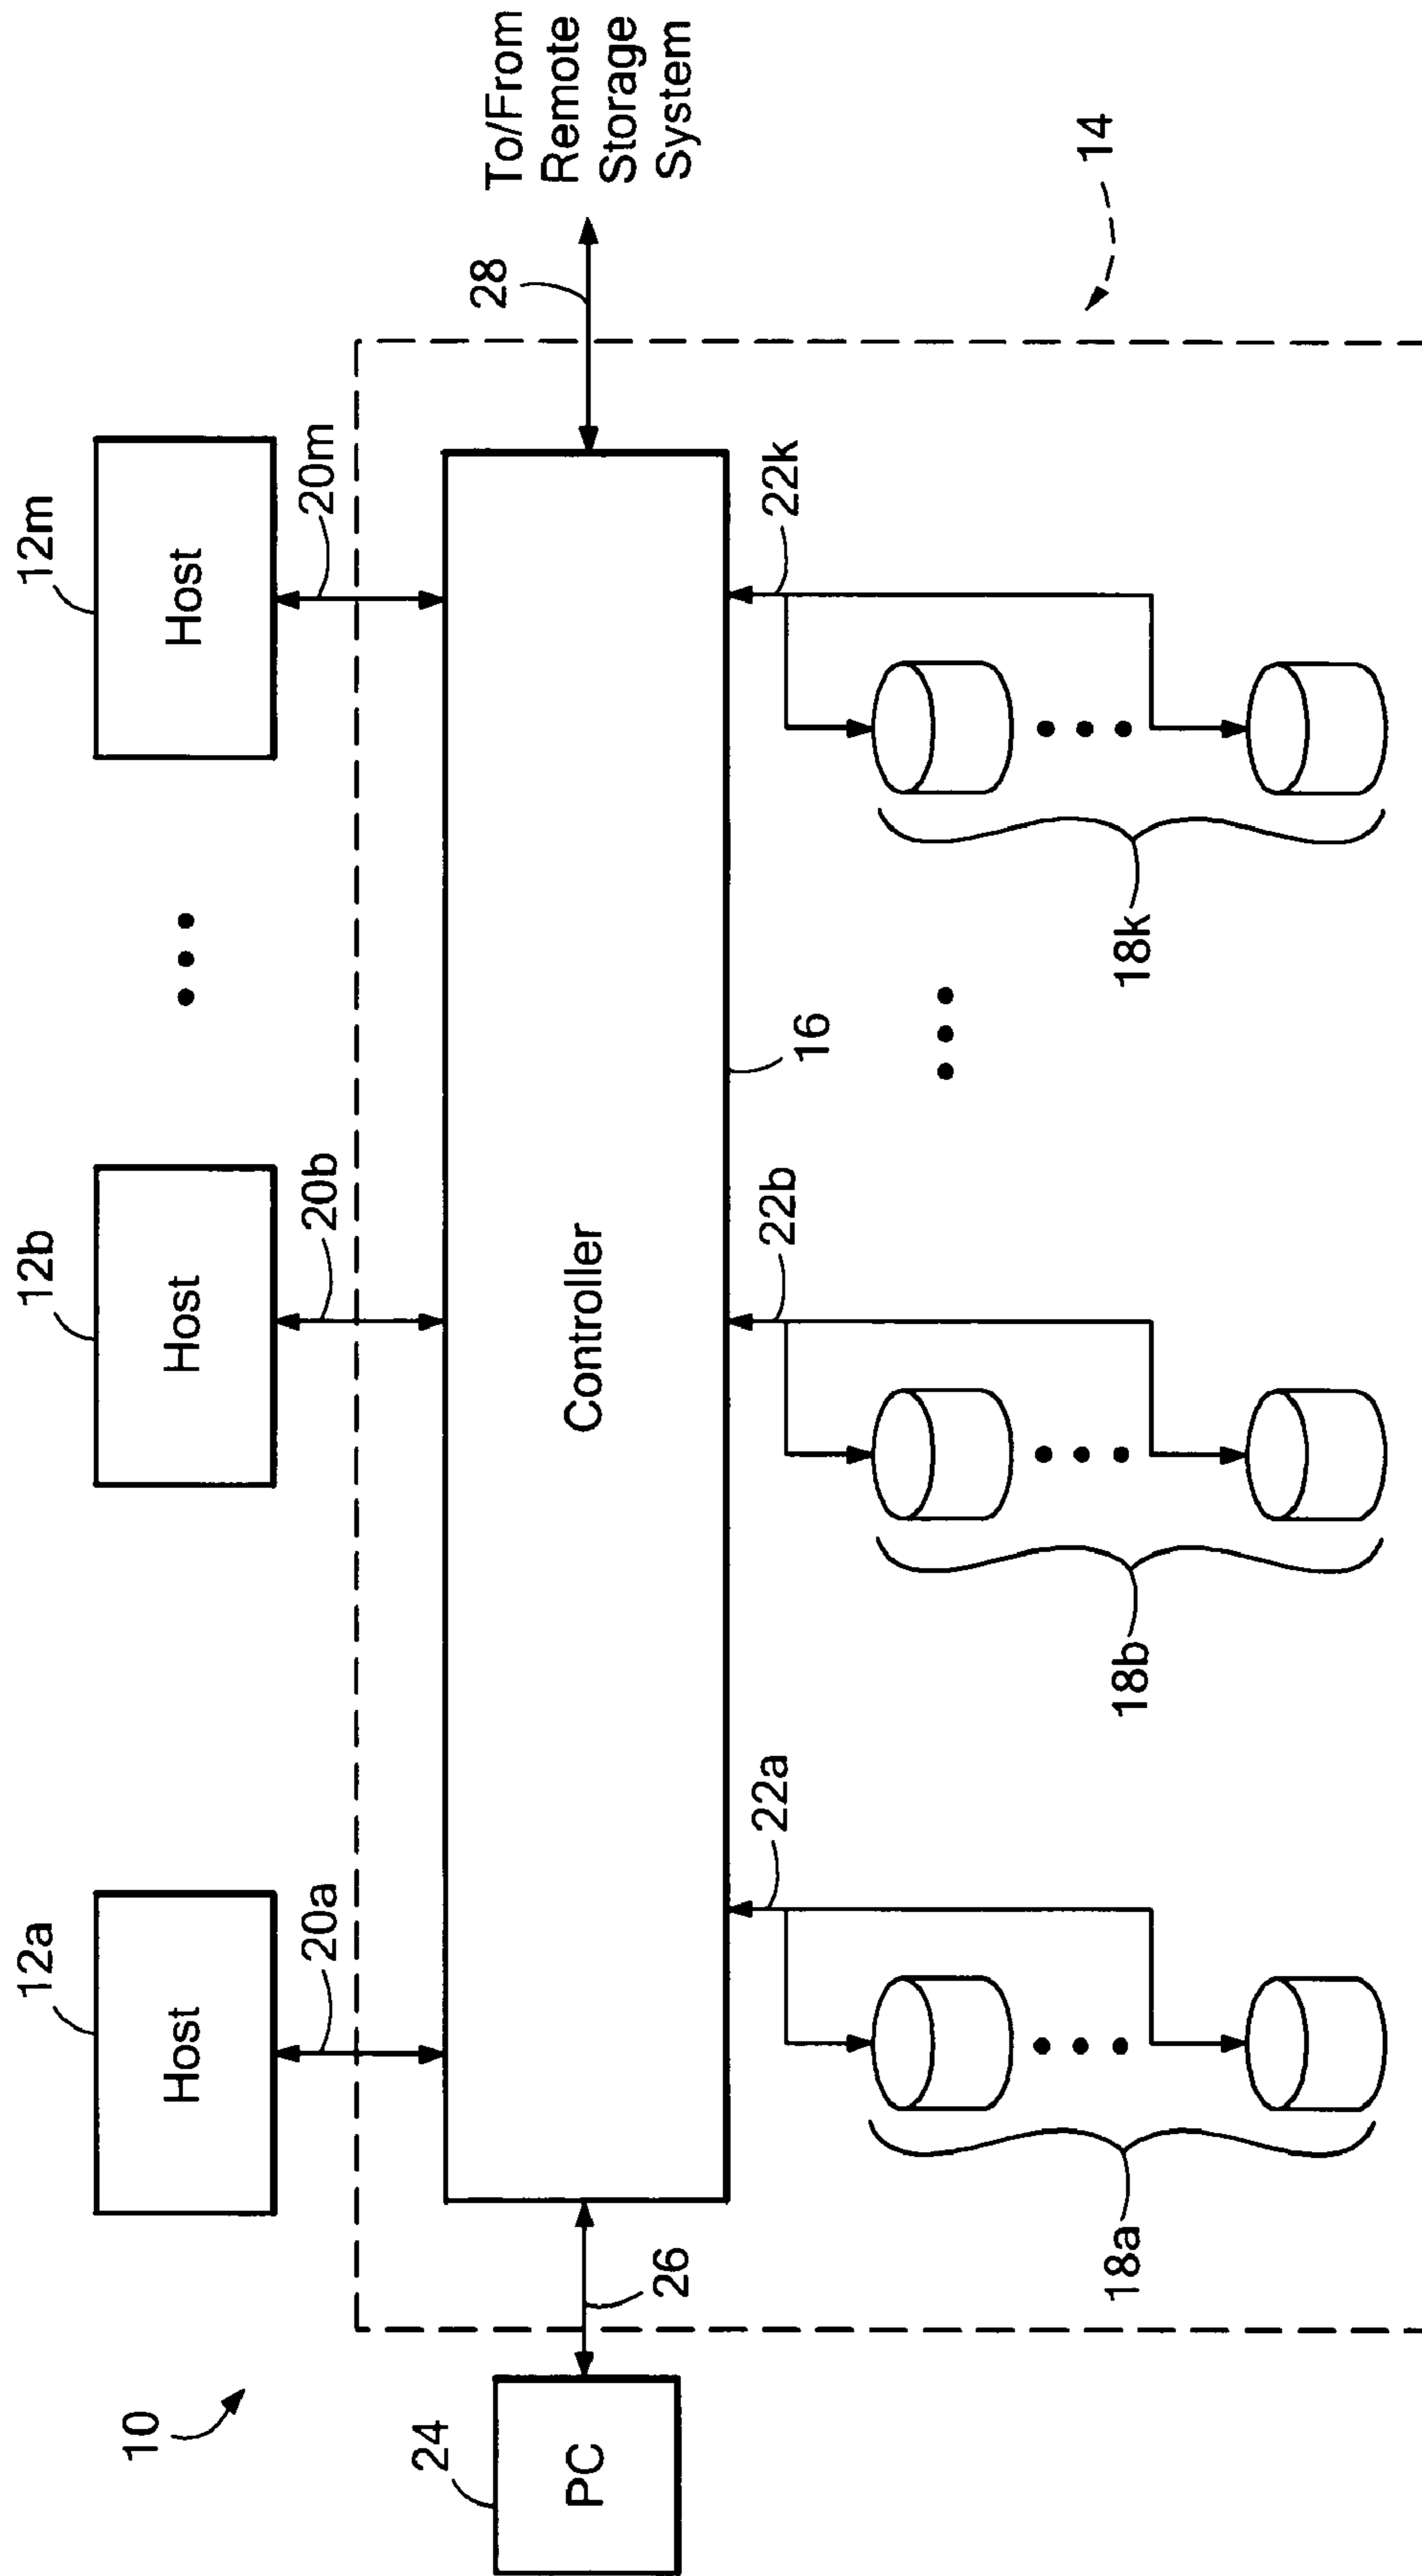 10
12a
12b
12m
Host
Host
Host
20a
20b
20m
24
PC
26
Controller
28
To/From
Remote
Storage
System
16
22a
22b
22k
14
18a
18b
18k